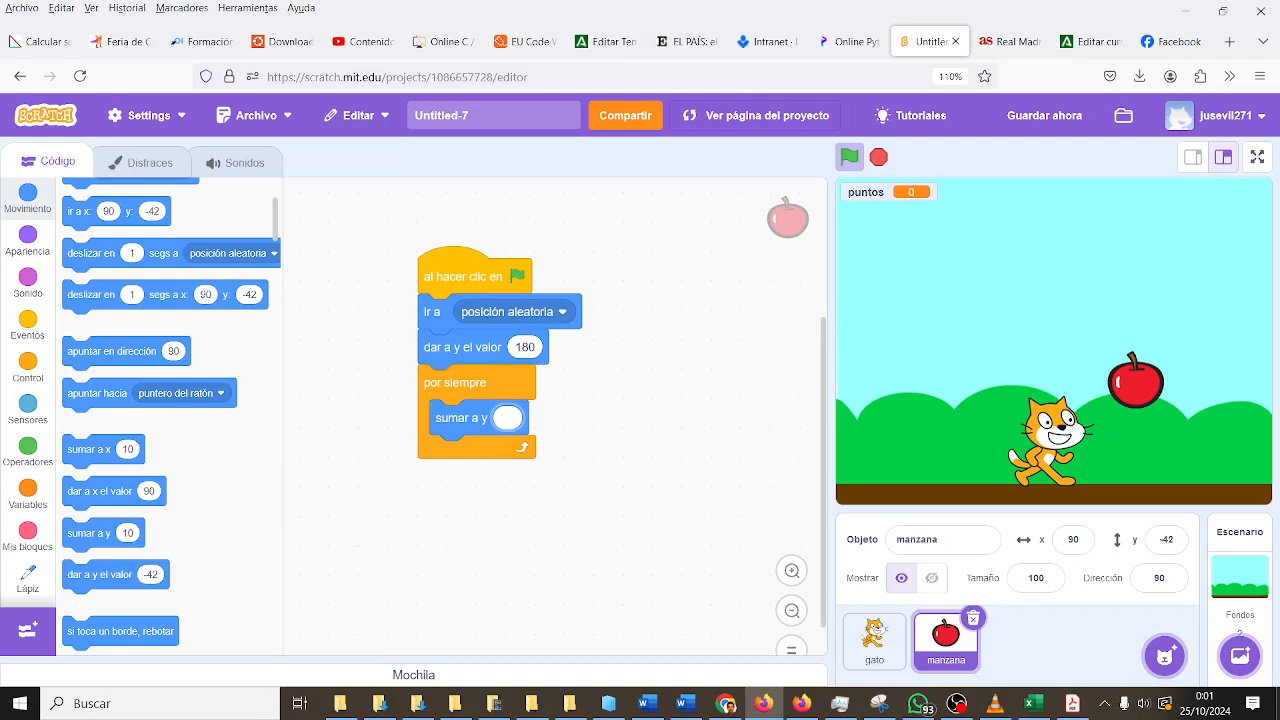 Archivo Editar Ver Historial Marcadores Herramientas Ayuda
Calcular s Feria de C Formación Download Contenido Online C / EU Code V Editar Tem EL PAÍS: el Intranet - Online Pyt Untitle Real Madr Editar cur Facebook
https://scratch.mit.edu/projects/1086657728/editor 110%
SCRATCH Settings Archivo Editar Untitled-7 Compartir Ver página del proyecto Tutoriales Guardar ahora jusevil271
Código Disfraces Sonidos
Movimiento
Apariencia
Sonido
Eventos
Control
Sensores
Operadores
Variables
Mis bloques
Lápiz
ir a x: 90 y: -42
deslizar en 1 segs a posición aleatoria
deslizar en 1 segs a x: 90 y: -42
apuntar en dirección 90
apuntar hacia puntero del ratón
sumar a x 10
dar a x el valor 90
sumar a y 10
dar a y el valor -42
si toca un borde, rebotar
al hacer clic en
ir a posición aleatoria
dar a y el valor 180
por siempre
sumar a y
Mochila
puntos 0
Objeto manzana x 90 y -42
Mostrar Tamaño 100 Dirección 90
gato
manzana
Escenario
Fondos
2
Buscar
93
0:01
25/10/2024